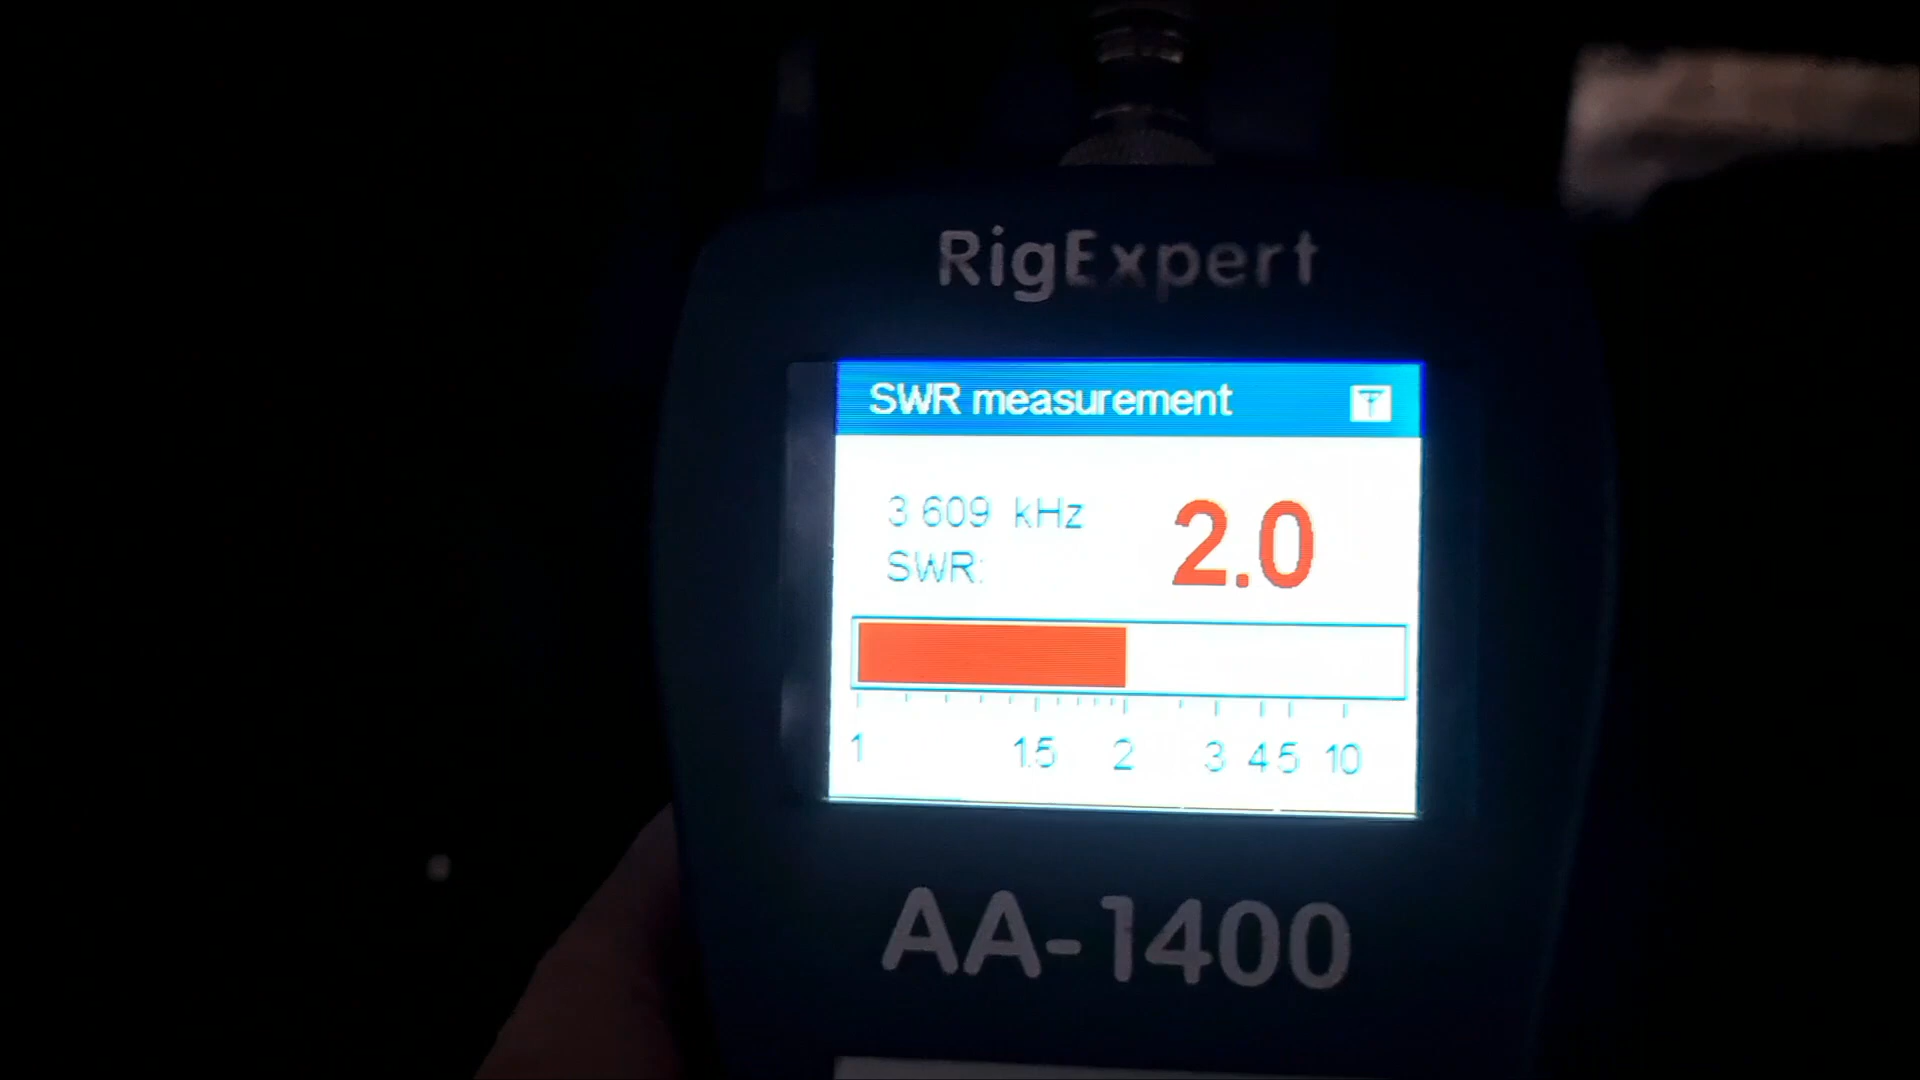 RigExpert
SWR measurement
3 609 kHz
SWR:
2.0
1 1.5 2 3 4 5 10
AA-1400